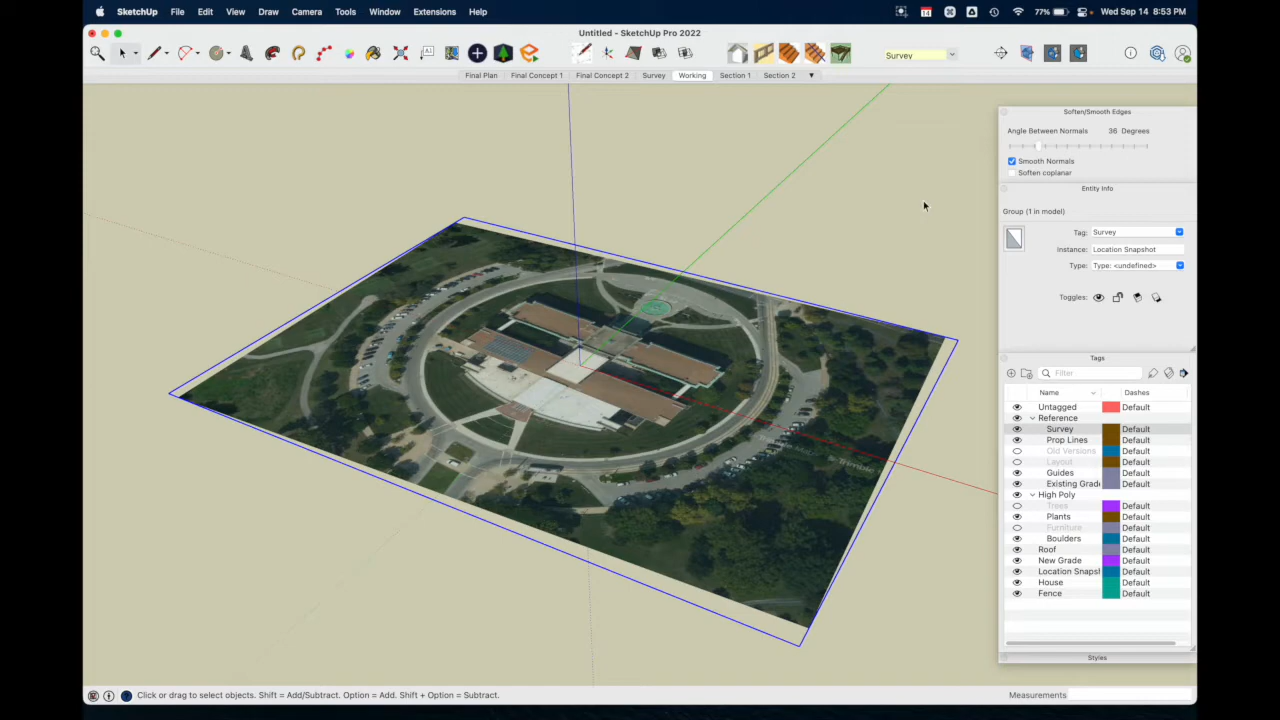 SketchUp File Edit View Draw Camera Tools Window Extensions Help 14 77% Wed Sep 14 8:53 PM
Untitled - SketchUp Pro 2022
Survey
Final Plan Final Concept 1 Final Concept 2 Survey Working Section 1 Section 2
Soften/Smooth Edges
Angle Between Normals 36 Degrees
Smooth Normals
Soften coplanar
Entity Info
Group (1 in model)
Tag: Survey
Instance: Location Snapshot
Type: Type: <undefined>
Toggles:
Tags
Filter
Name Dashes
Untagged Default
Reference
Survey Default
Prop Lines Default
Old Versions Default
Layout Default
Guides Default
Existing Grade Default
High Poly
Trees Default
Plants Default
Furniture Default
Boulders Default
Roof Default
New Grade Default
Location Snapsh Default
House Default
Fence Default
Styles
Click or drag to select objects. Shift = Add/Subtract. Option = Add. Shift + Option = Subtract.
Measurements